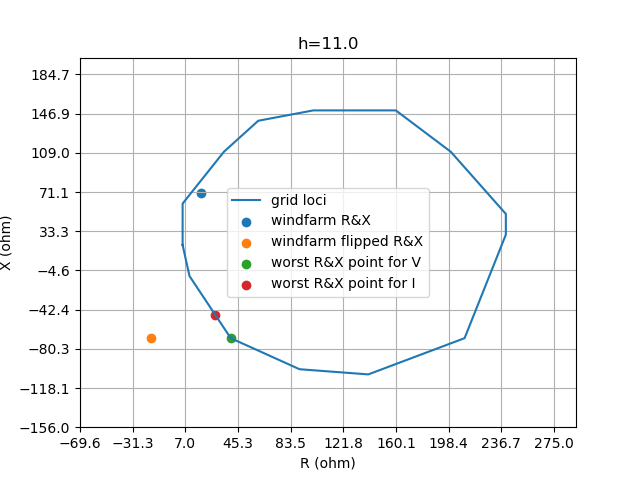 h=11.0
184.7
146.9
109.0
71.1
33.3
−4.6
−42.4
−80.3
−118.1
−156.0
X (ohm)
grid loci
windfarm R&X
windfarm flipped R&X
worst R&X point for V
worst R&X point for I
−69.6 −31.3 7.0 45.3 83.5 121.8 160.1 198.4 236.7 275.0
R (ohm)